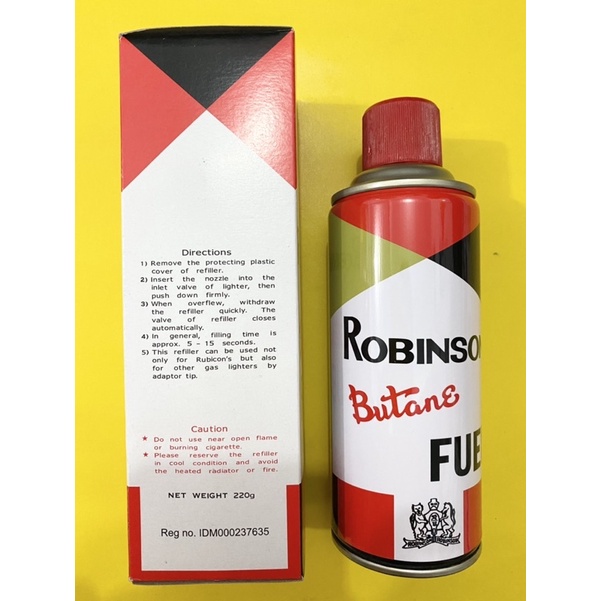 Directions
1) Remove the protecting plastic
cover of refiller.
2) Insert the nozzle into the
inlet valve of lighter, then
push down firmly.
3) When overflew, withdraw
the refiller quickly. The
valve of refiller closes
automatically.
4) In general, filling time is
approx. 5 - 15 seconds.
5) This refiller can be used not
only for Rubicon's but also
for other gas lighters by
adaptor tip.
Caution
★ Do not use near open flame
or burning cigarette.
★ Please reserve the refiller
in cool condition and avoid
the heated radiator or fire.
NET WEIGHT 220g
Reg no. IDM000237635
ROBINSON
Butane
FUE